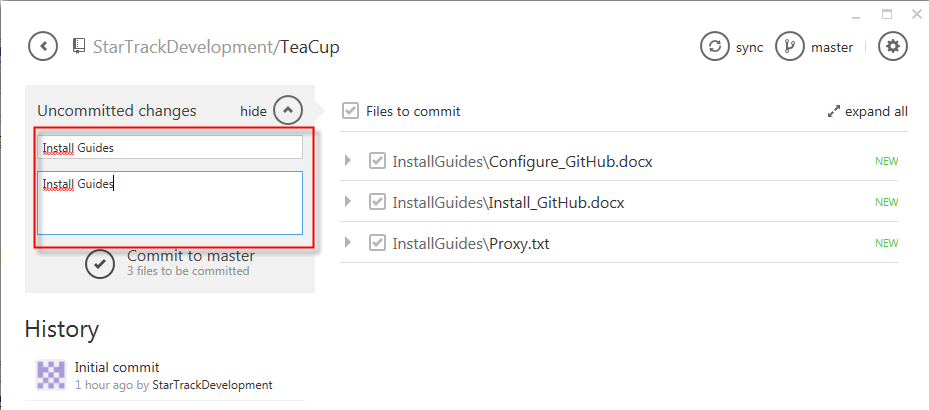 StarTrackDevelopment/TeaCup
sync
master
Uncommitted changes
hide
Install Guides
Install Guides
Commit to master
3 files to be committed
Files to commit
expand all
InstallGuides\Configure_GitHub.docx NEW
InstallGuides\Install_GitHub.docx NEW
InstallGuides\Proxy.txt NEW
History
Initial commit
1 hour ago by StarTrackDevelopment